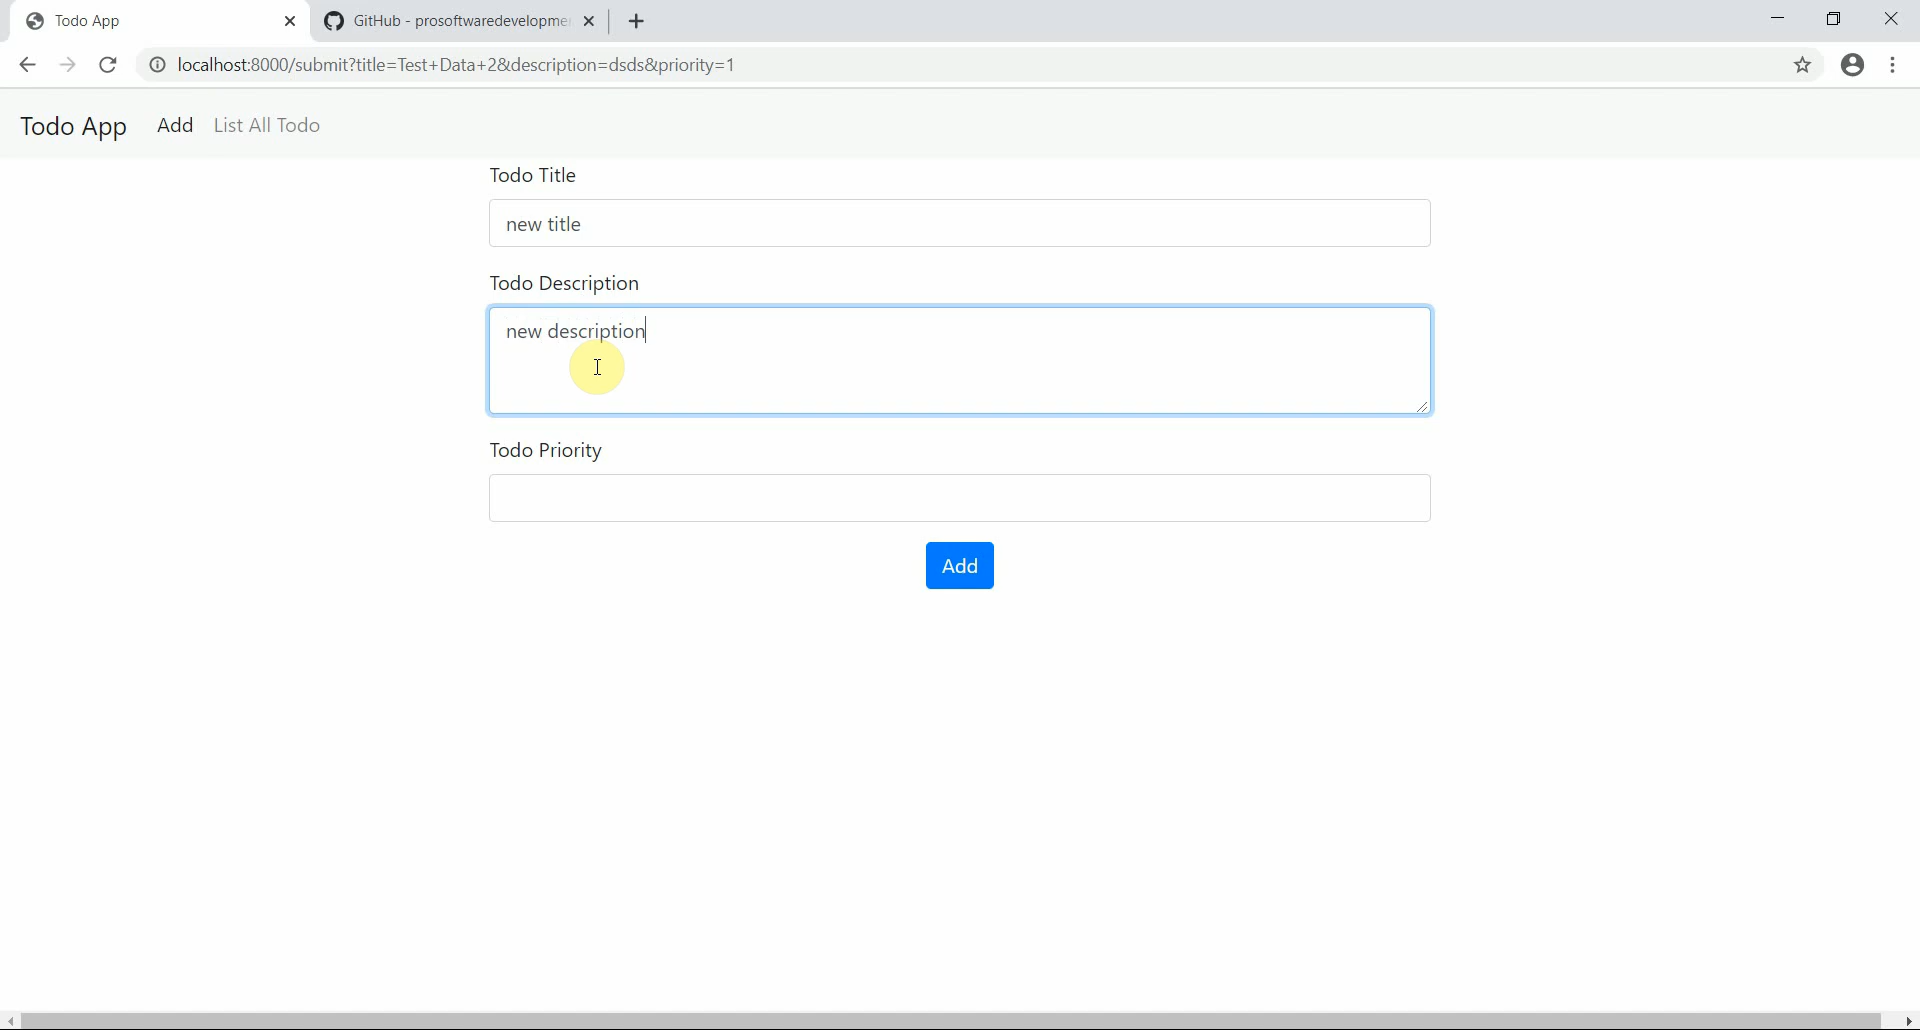 Todo App
GitHub - prosoftwaredevelopme
localhost:8000/submit?title=Test+Data+2&description=dsds&priority=1
Todo App Add List All Todo
Todo Title
new title
Todo Description
new description
Todo Priority
Add